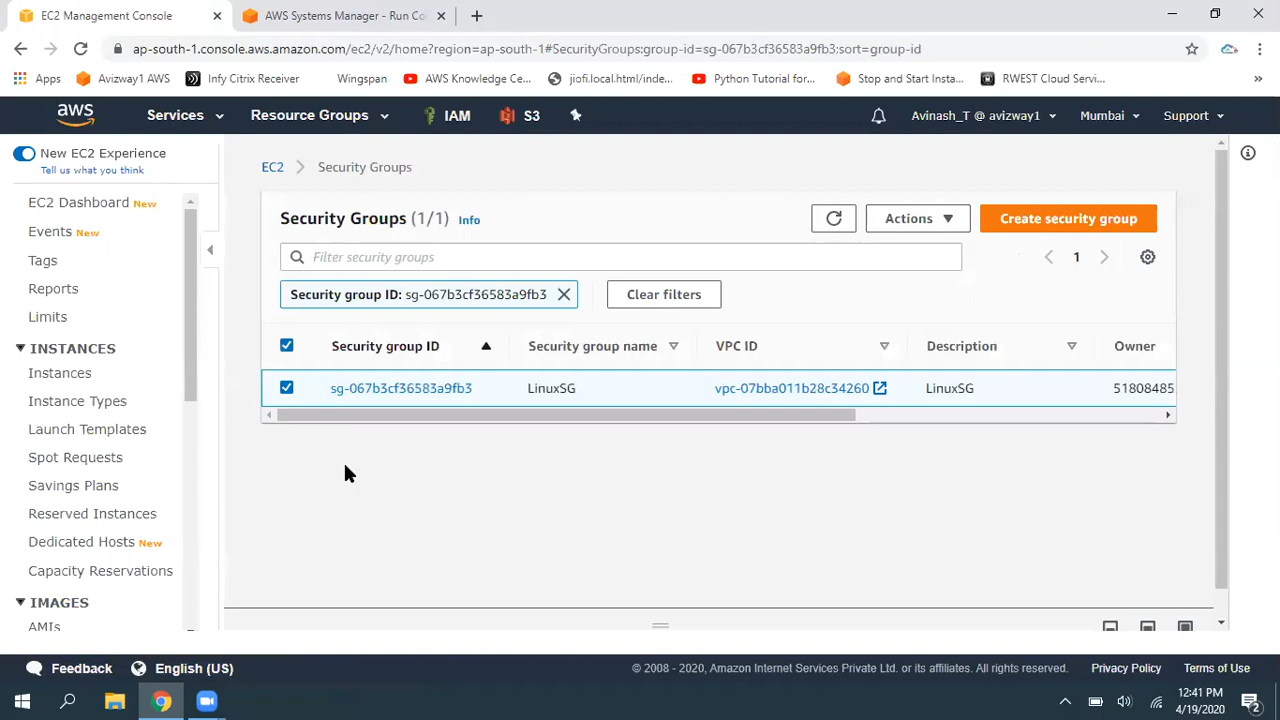 EC2 Management Console
AWS Systems Manager - Run Co
ap-south-1.console.aws.amazon.com/ec2/v2/home?region=ap-south-1#SecurityGroups:group-id=sg-067b3cf36583a9fb3;sort=group-id
Apps
Avizway1 AWS
Infy Citrix Receiver
Wingspan
AWS Knowledge Ce...
jiofi.local.html/inde...
Python Tutorial for...
Stop and Start Insta...
RWEST Cloud Servi...
»
aws
Services
Resource Groups
IAM
S3
Avinash_T @ avizway1
Mumbai
Support
New EC2 Experience
Tell us what you think
EC2 Dashboard New
Events New
Tags
Reports
Limits
INSTANCES
Instances
Instance Types
Launch Templates
Spot Requests
Savings Plans
Reserved Instances
Dedicated Hosts New
Capacity Reservations
IMAGES
AMIs
EC2 > Security Groups
Security Groups (1/1) Info
Actions
Create security group
Filter security groups
1
Security group ID: sg-067b3cf36583a9fb3
Clear filters
Security group ID
Security group name
VPC ID
Description
Owner
sg-067b3cf36583a9fb3
LinuxSG
vpc-07bba011b28c34260
LinuxSG
51808485
Feedback
English (US)
© 2008 - 2020, Amazon Internet Services Private Ltd. or its affiliates. All rights reserved.
Privacy Policy
Terms of Use
12:41 PM
4/19/2020
2